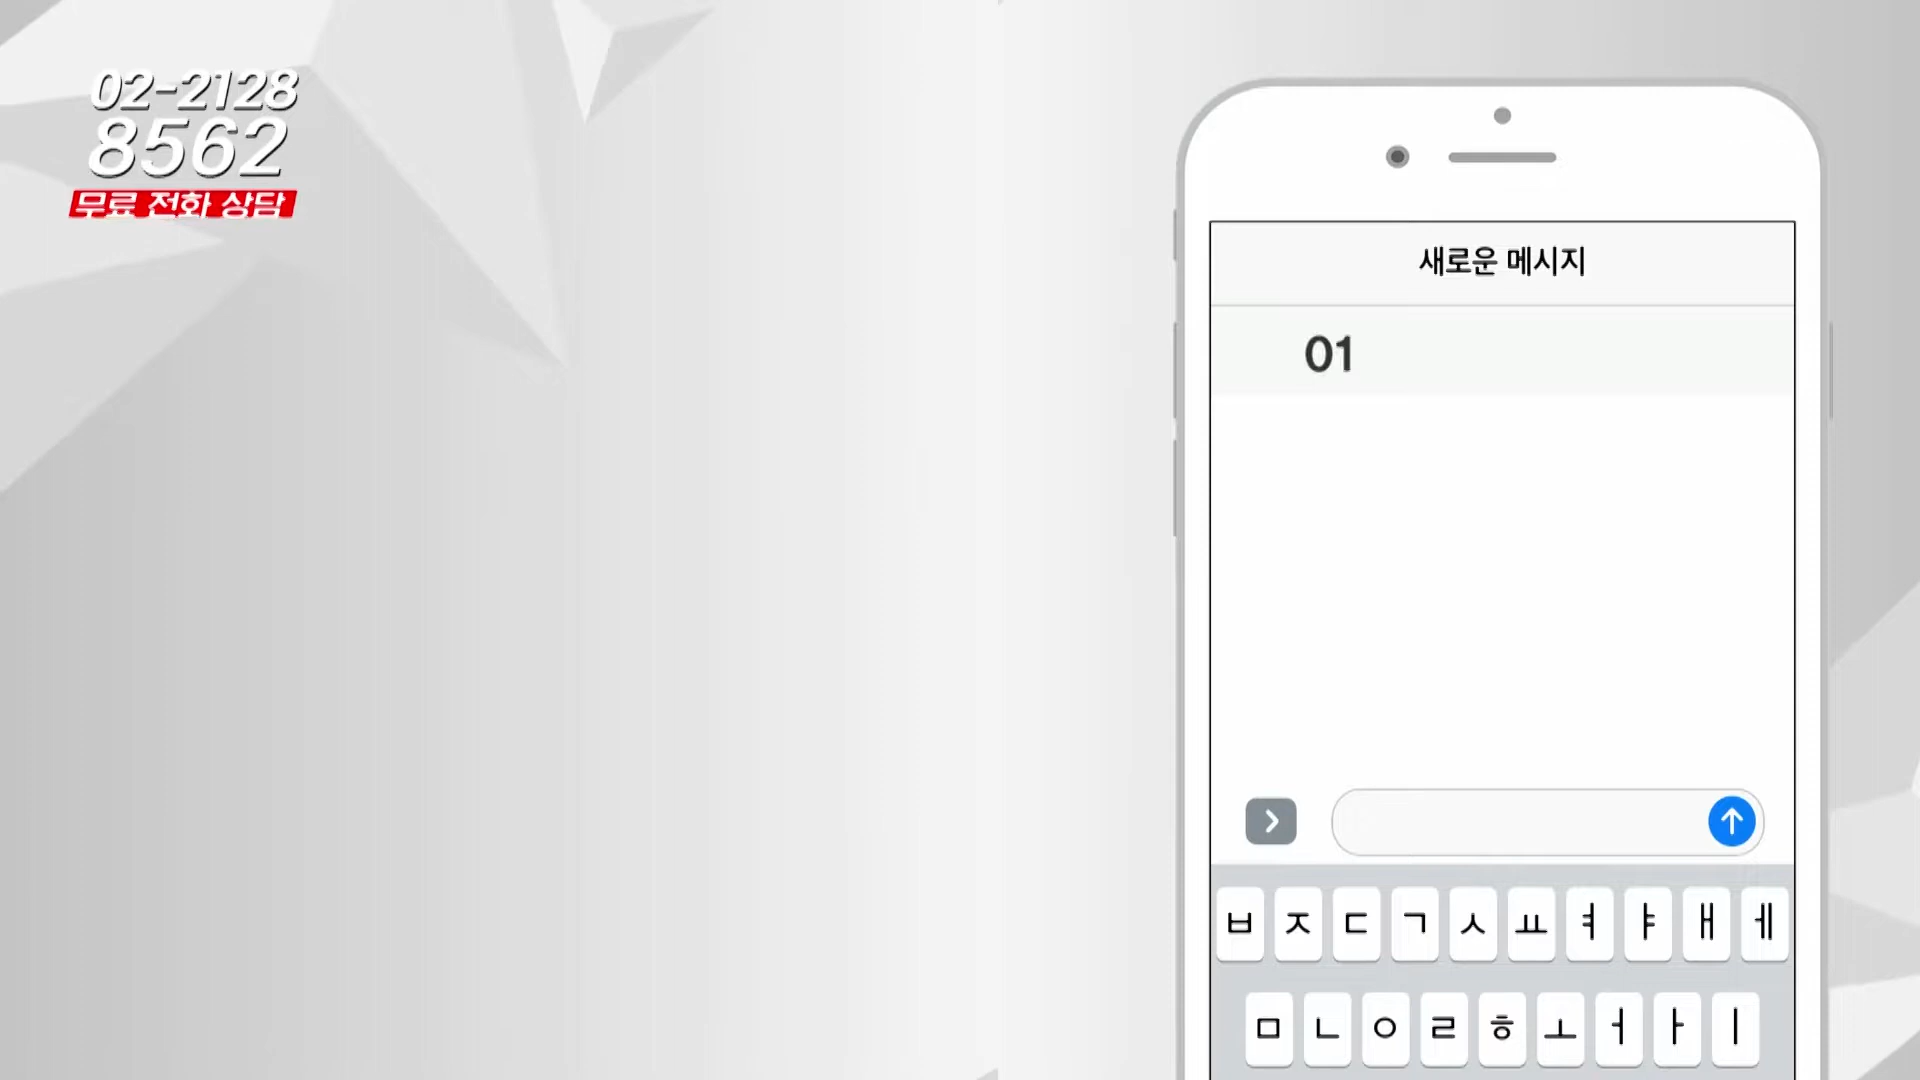 02-2128
8562
무료 전화 상담
새로운 메시지
01
ㅂ ㅈ ㄷ ㄱ ㅅ ㅛ ㅕ ㅑ ㅐ ㅔ
ㅁ ㄴ ㅇ ㄹ ㅎ ㅗ ㅓ ㅏ ㅣ